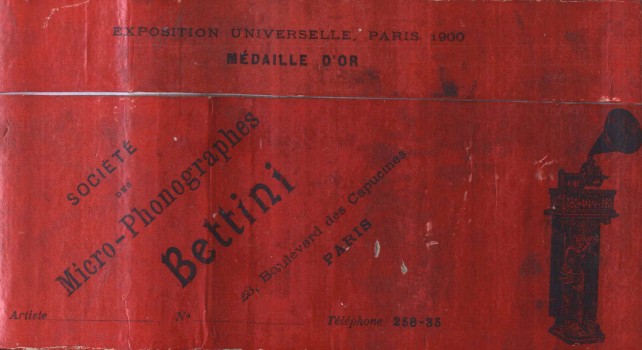 EXPOSITION UNIVERSELLE, PARIS 1900
MÉDAILLE D'OR
SOCIÉTÉ
DES
Micro-Phonographes
Bettini
23, Boulevard des Capucines
PARIS
Artiste
N°
Téléphone 258-35